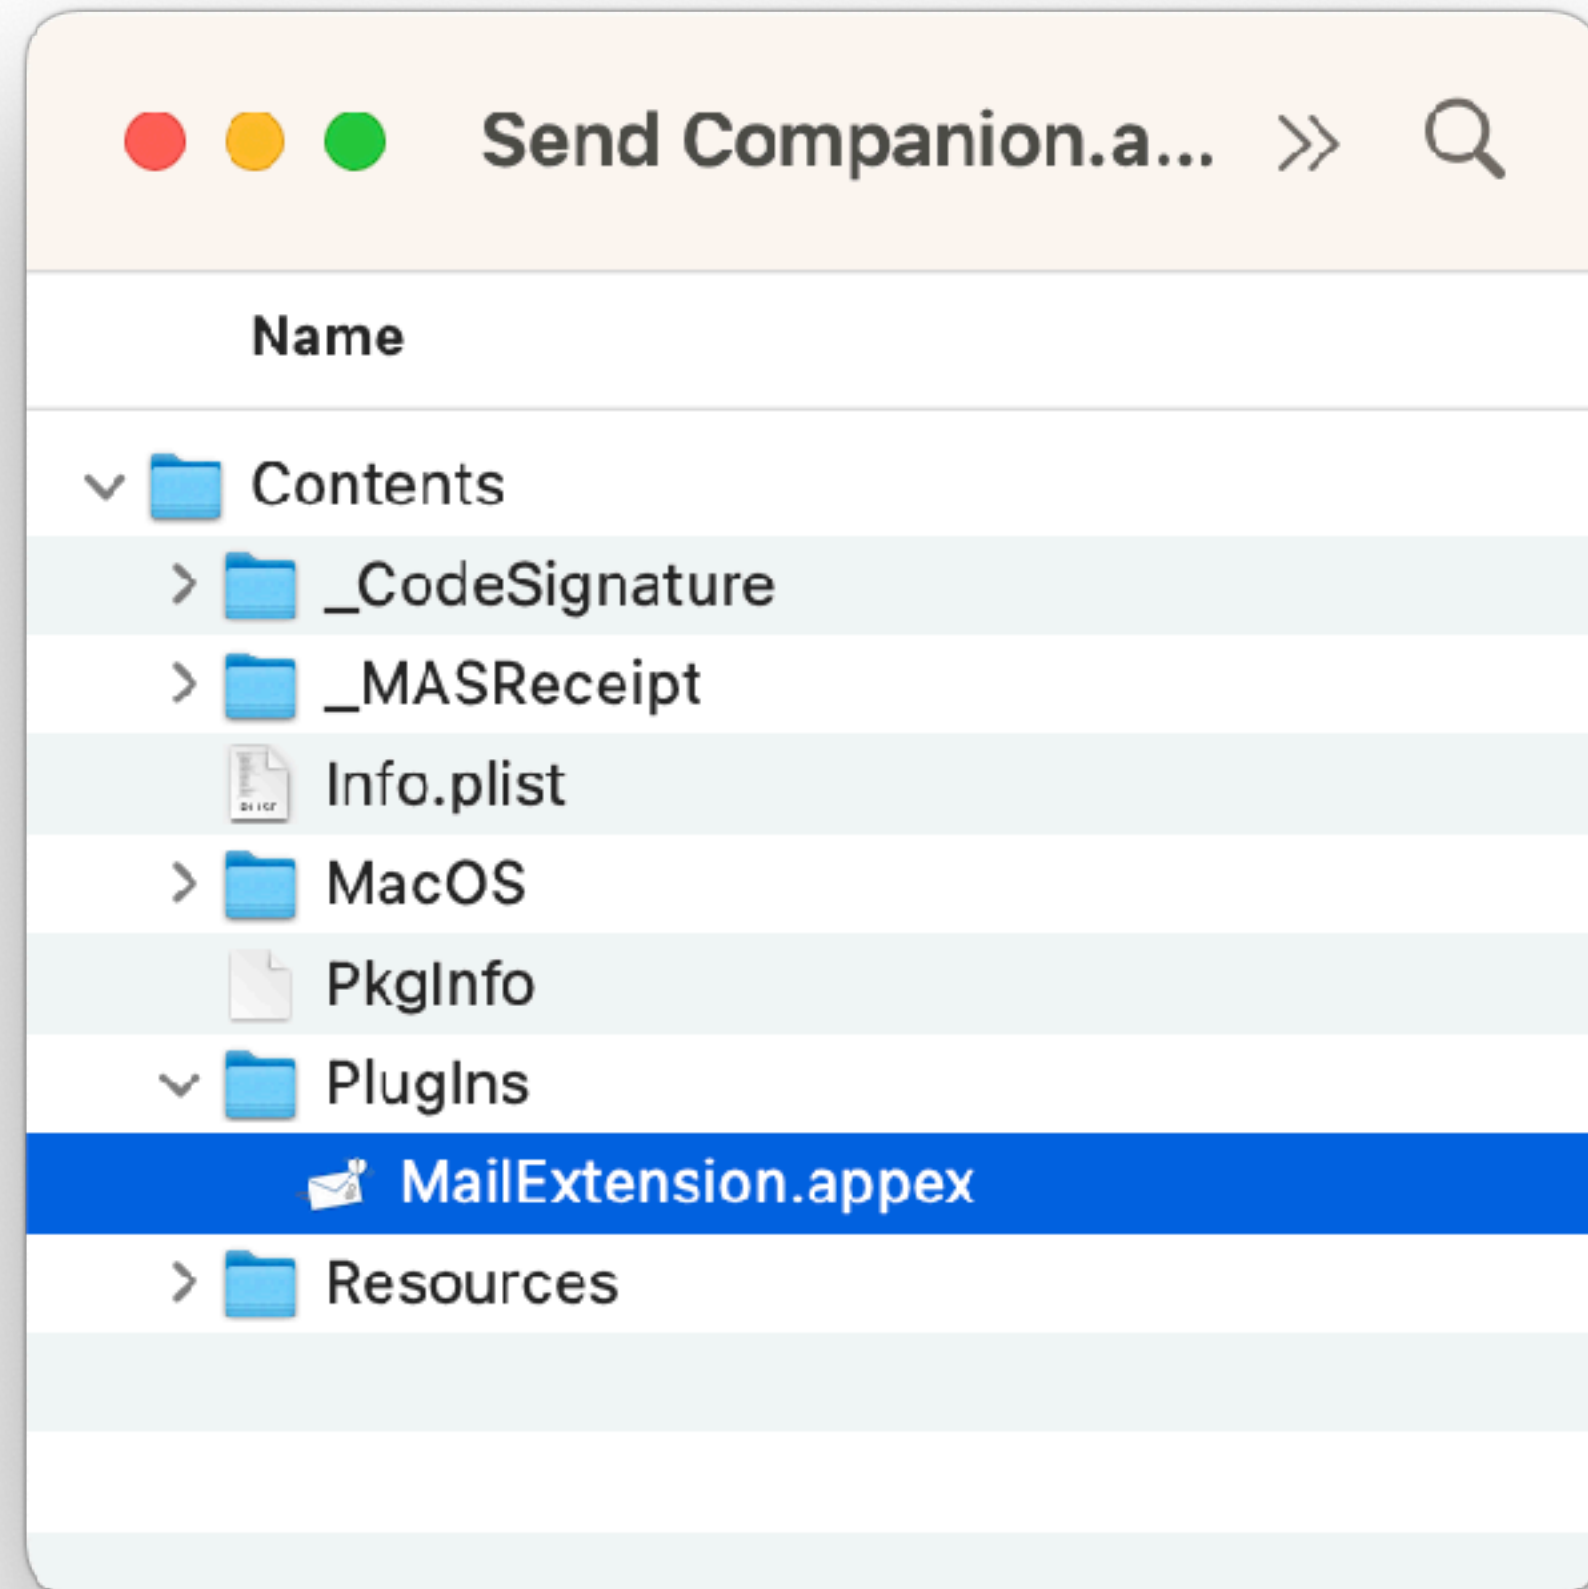 Send Companion.a...
Name
Contents
_CodeSignature
_MASReceipt
Info.plist
MacOS
PkgInfo
PlugIns
MailExtension.appex
Resources